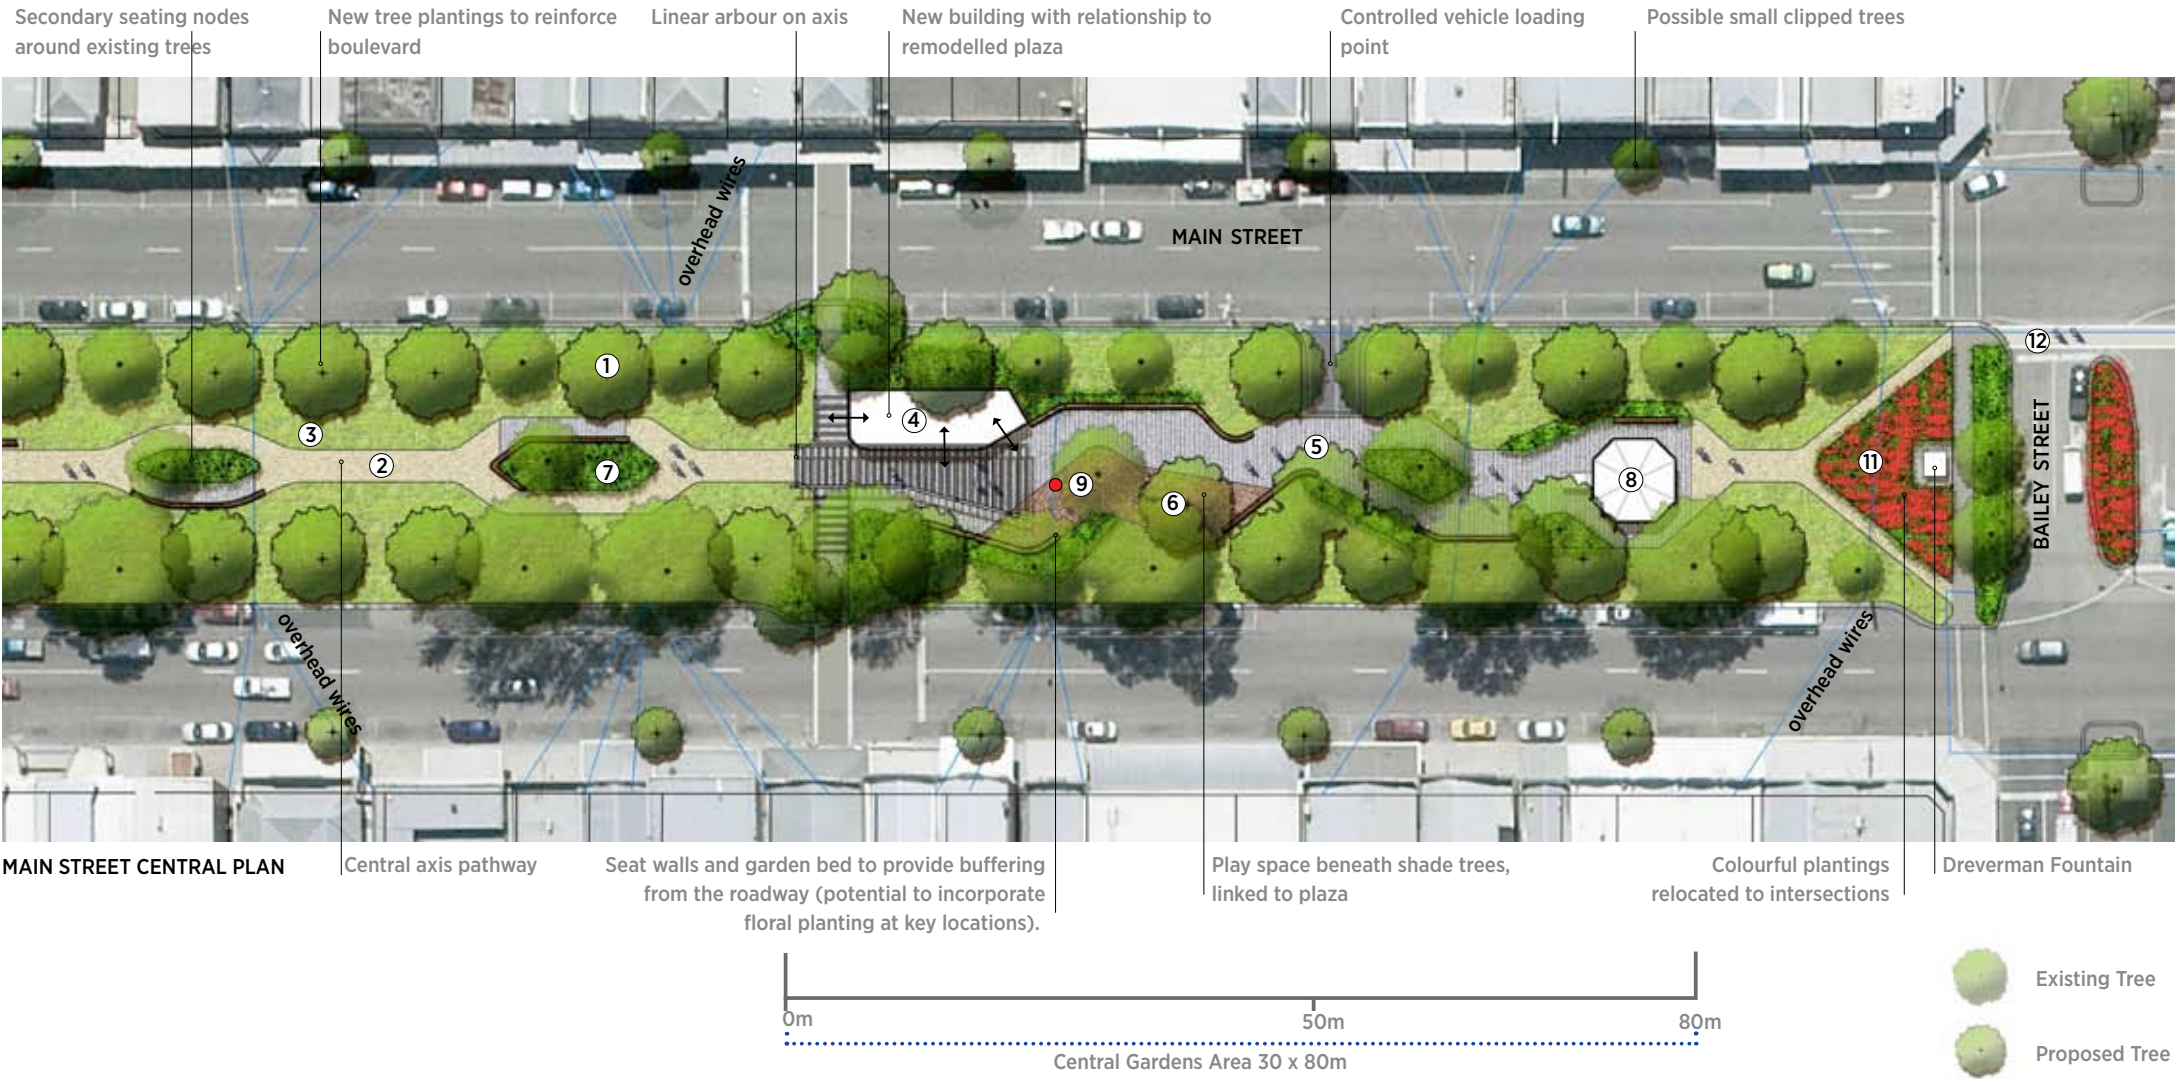 Secondary seating nodes
around existing trees
New tree plantings to reinforce
boulevard
Linear arbour on axis
New building with relationship to
remodelled plaza
Controlled vehicle loading
point
Possible small clipped trees
overhead wires
MAIN STREET
1
12
3
4
5
2
7
8
11
9
6
BAILEY STREET
overhead wires
overhead wires
MAIN STREET CENTRAL PLAN
Central axis pathway
Seat walls and garden bed to provide buffering
from the roadway (potential to incorporate
floral planting at key locations).
Play space beneath shade trees,
linked to plaza
Colourful plantings
relocated to intersections
Dreverman Fountain
0m
50m
80m
Central Gardens Area 30 x 80m
Existing Tree
Proposed Tree